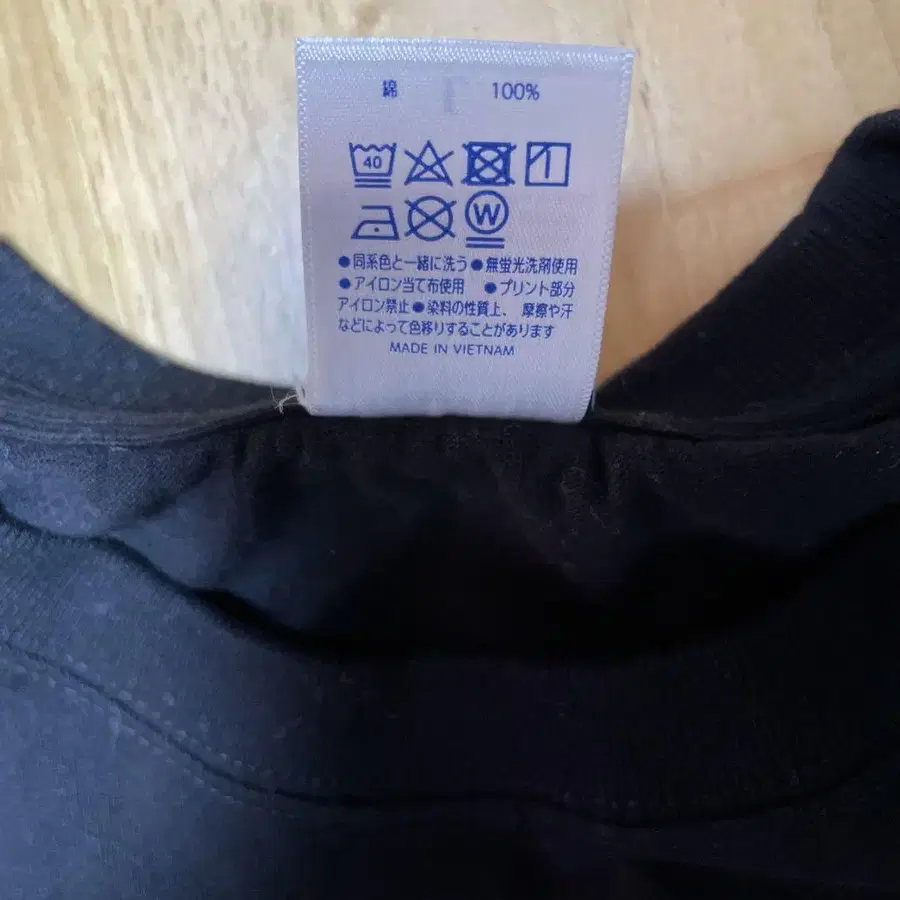 綿 100%
40
W
●同系色と一緒に洗う●無蛍光洗剤使用
●アイロン当て布使用 ●プリント部分
アイロン禁止●染料の性質上、摩擦や汗
などによって色移りすることがあります
MADE IN VIETNAM